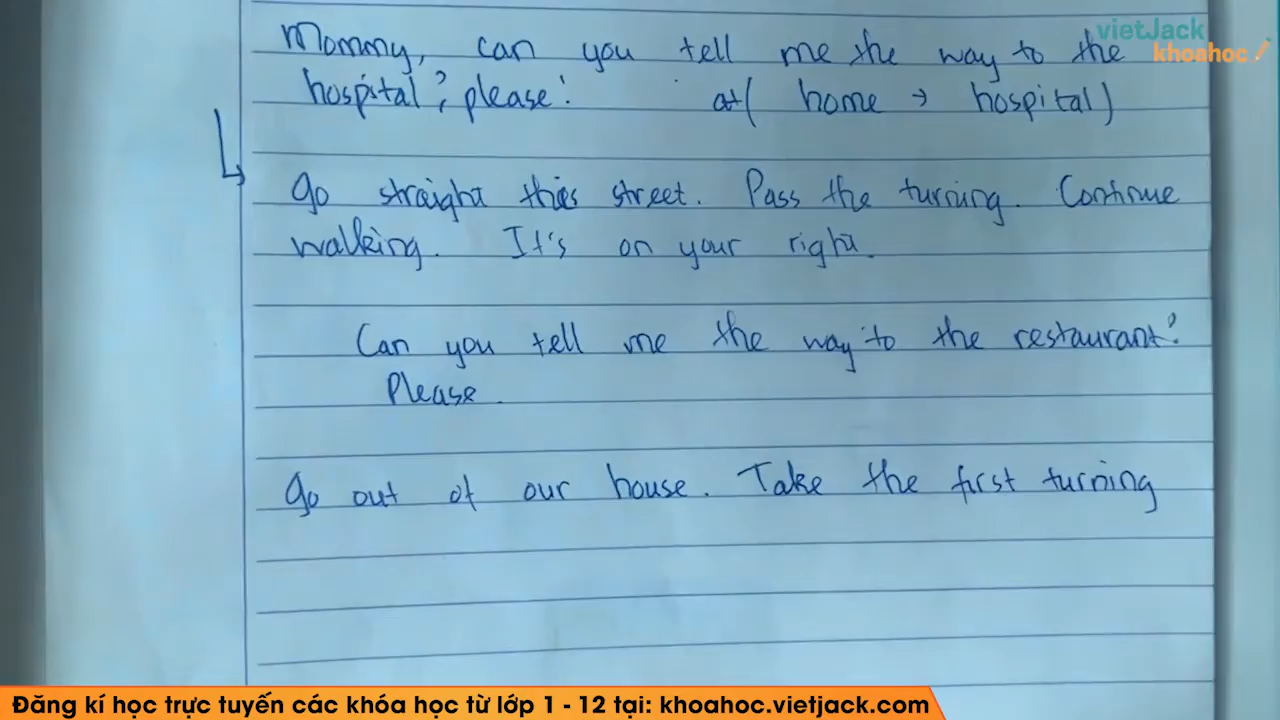 vietJack
khoahoc
Mommy, can you tell me the way to the
hospital?, please! at( home → hospital)
Go straight this street. Pass the turning. Continue
walking. It's on your right.
Can you tell me the way to the restaurant?
Please.
Go out of our house. Take the first turning
Đăng kí học trực tuyến các khóa học từ lớp 1 - 12 tại: khoahoc.vietjack.com